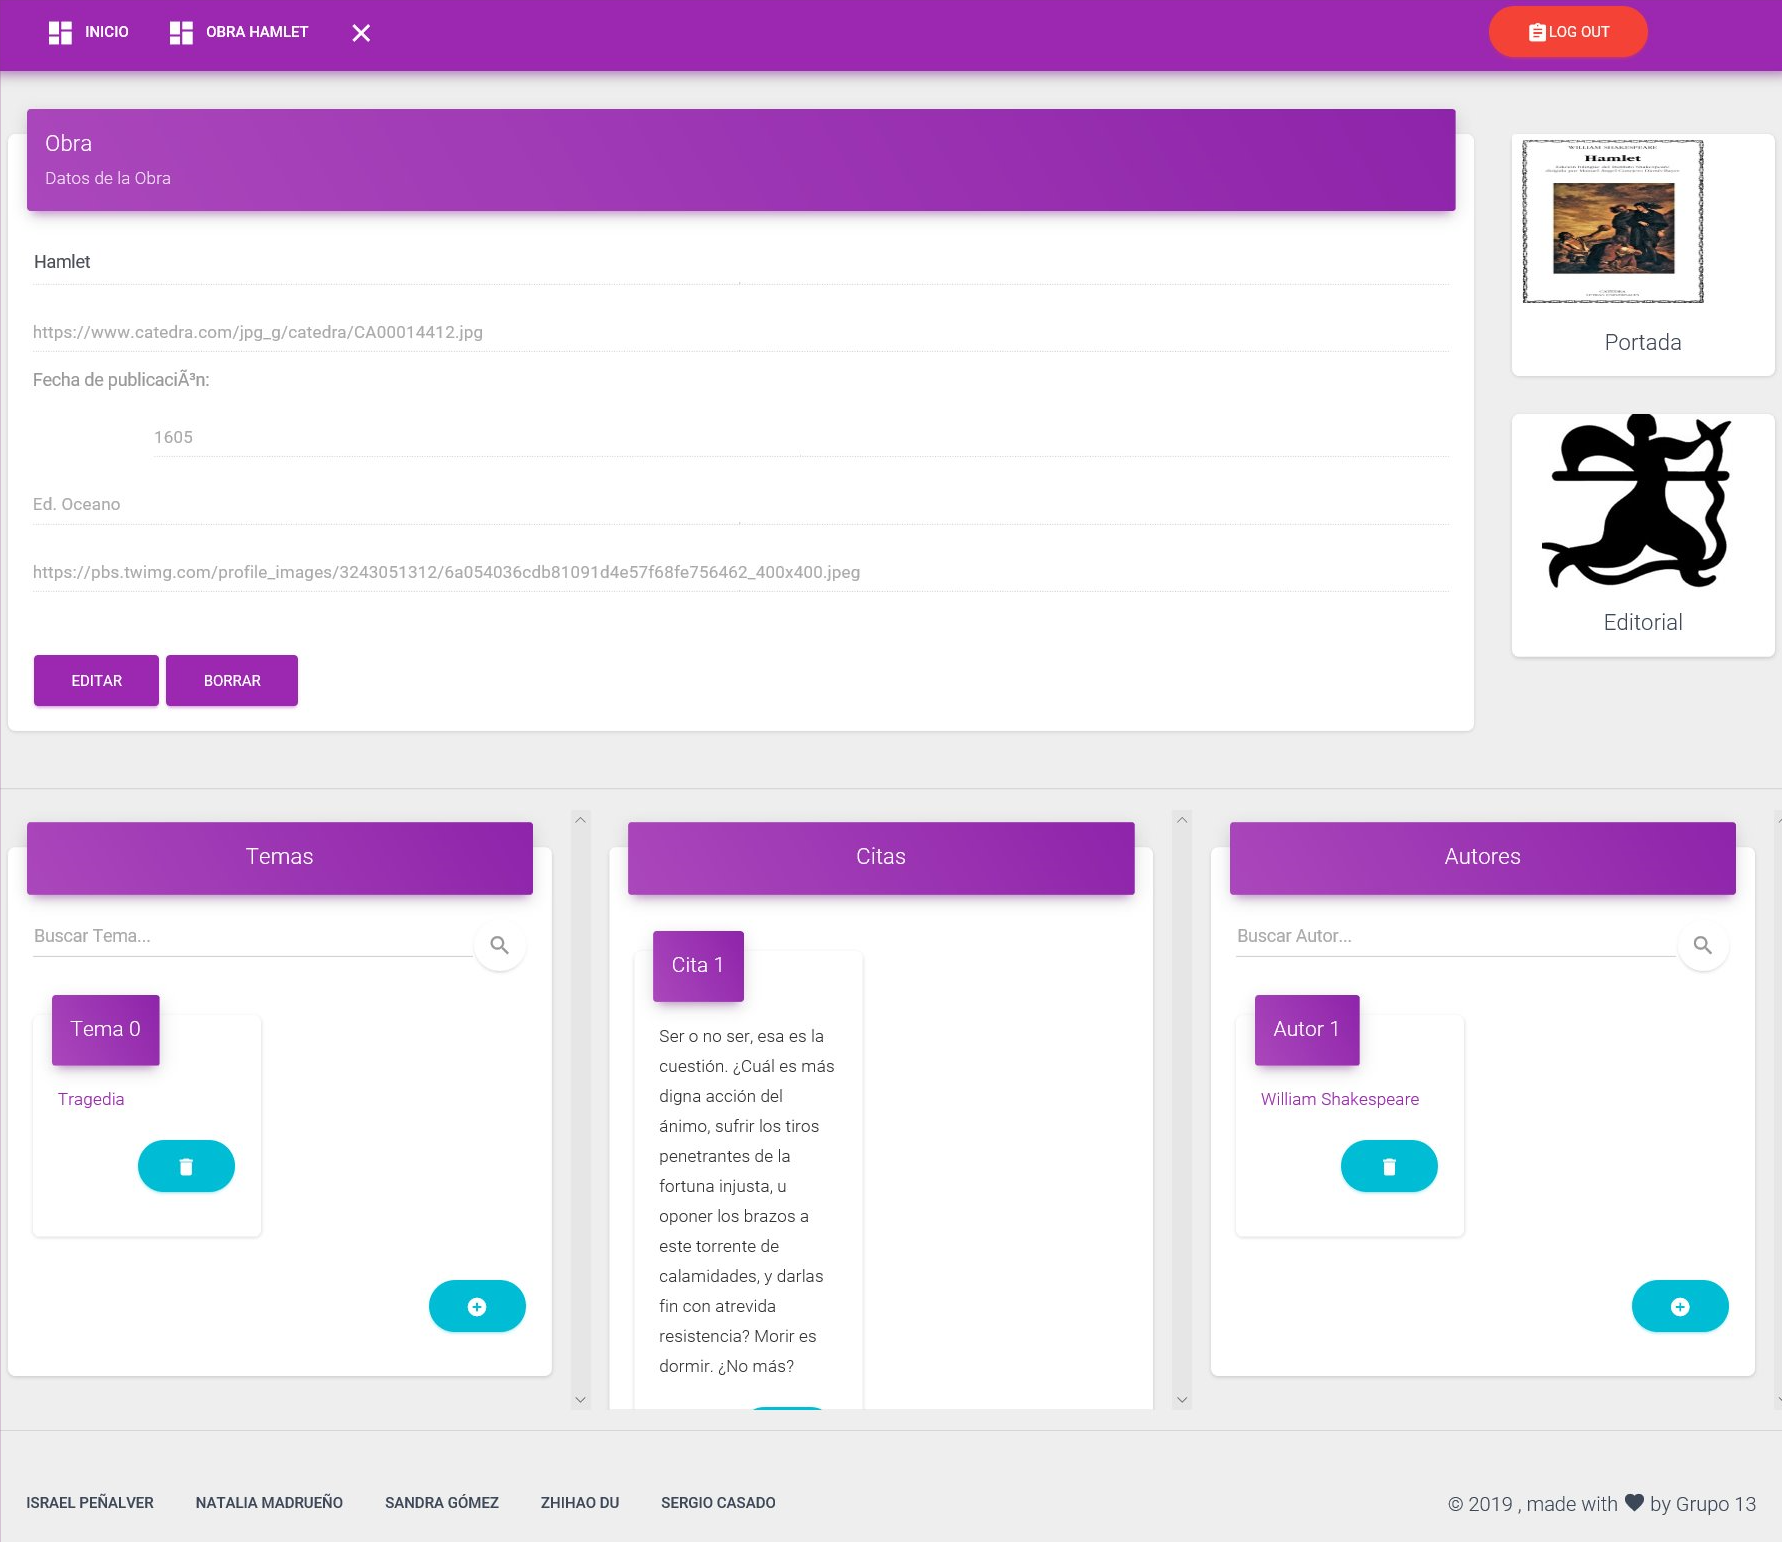 INICIO
OBRA HAMLET
LOG OUT
Obra
Datos de la Obra
Hamlet
https://www.catedra.com/jpg_g/catedra/CA00014412.jpg
Fecha de publicaciÃ³n:
1605
Ed. Oceano
https://pbs.twimg.com/profile_images/3243051312/6a054036cdb81091d4e57f68fe756462_400x400.jpeg
EDITAR
BORRAR
WILLIAM SHAKESPEARE
Hamlet
Portada
Editorial
Temas
Buscar Tema...
Tema 0
Tragedia
Citas
Cita 1
Ser o no ser, esa es la
cuestión. ¿Cuál es más
digna acción del
ánimo, sufrir los tiros
penetrantes de la
fortuna injusta, u
oponer los brazos a
este torrente de
calamidades, y darlas
fin con atrevida
resistencia? Morir es
dormir. ¿No más?
Autores
Buscar Autor...
Autor 1
William Shakespeare
ISRAEL PEÑALVER
NATALIA MADRUEÑO
SANDRA GÓMEZ
ZHIHAO DU
SERGIO CASADO
© 2019 , made with by Grupo 13